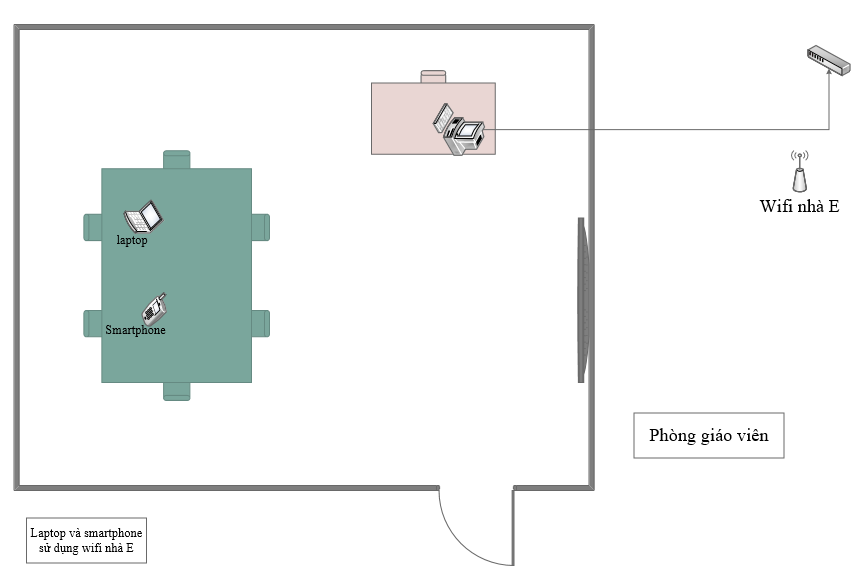 Wifi nhà E
laptop
Smartphone
Phòng giáo viên
Laptop và smartphone
sử dụng wifi nhà E